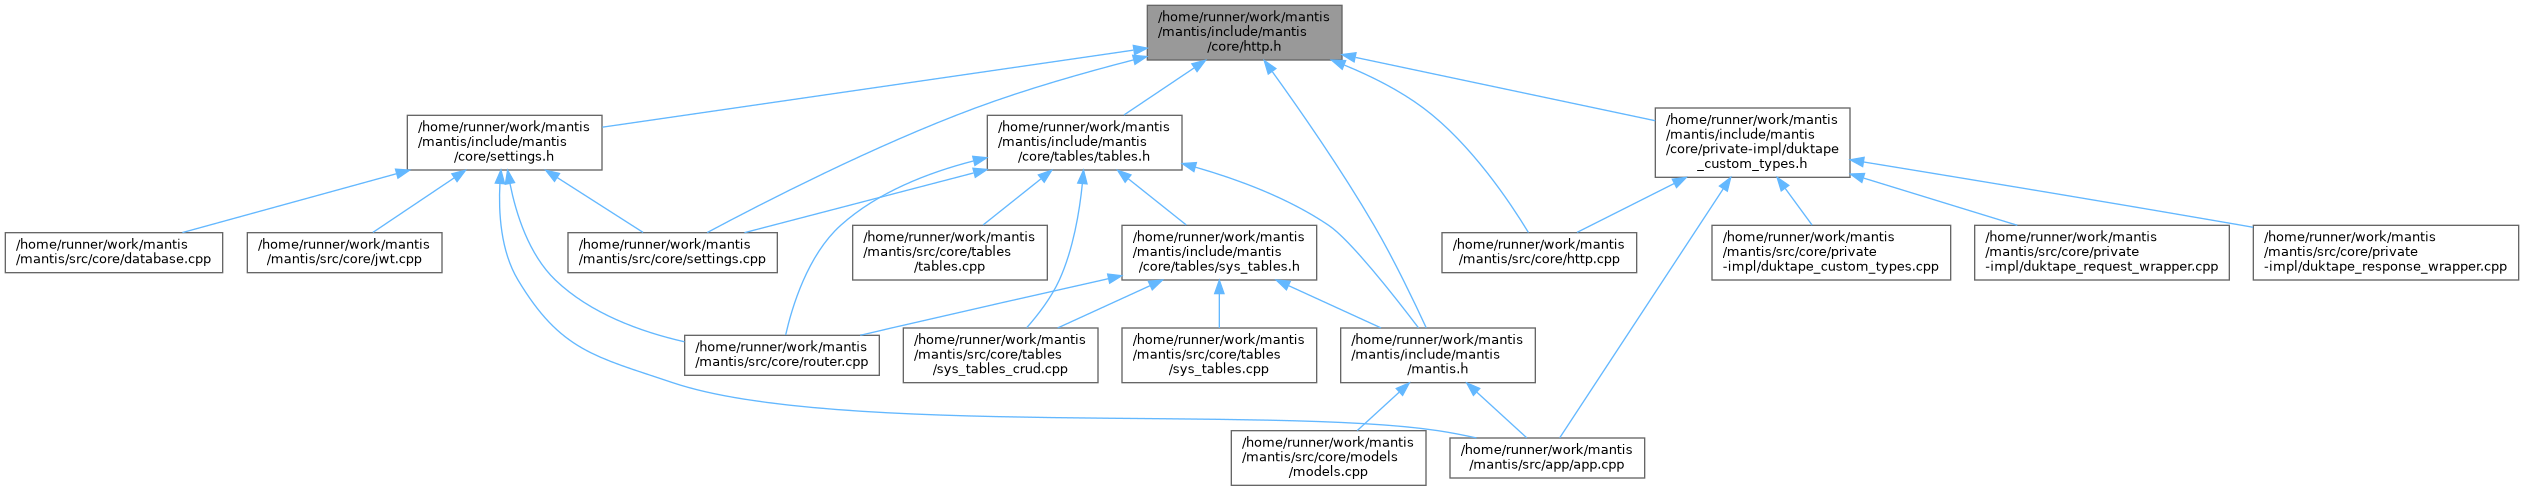 /home/runner/work/mantis
/mantis/include/mantis
/core/http.h
/home/runner/work/mantis
/mantis/include/mantis
/core/settings.h
/home/runner/work/mantis
/mantis/include/mantis
/core/tables/tables.h
/home/runner/work/mantis
/mantis/include/mantis
/core/private-impl/duktape
_custom_types.h
/home/runner/work/mantis
/mantis/src/core/database.cpp
/home/runner/work/mantis
/mantis/src/core/jwt.cpp
/home/runner/work/mantis
/mantis/src/core/settings.cpp
/home/runner/work/mantis
/mantis/src/core/tables
/tables.cpp
/home/runner/work/mantis
/mantis/include/mantis
/core/tables/sys_tables.h
/home/runner/work/mantis
/mantis/src/core/http.cpp
/home/runner/work/mantis
/mantis/src/core/private
-impl/duktape_custom_types.cpp
/home/runner/work/mantis
/mantis/src/core/private
-impl/duktape_request_wrapper.cpp
/home/runner/work/mantis
/mantis/src/core/private
-impl/duktape_response_wrapper.cpp
/home/runner/work/mantis
/mantis/src/core/router.cpp
/home/runner/work/mantis
/mantis/src/core/tables
/sys_tables_crud.cpp
/home/runner/work/mantis
/mantis/src/core/tables
/sys_tables.cpp
/home/runner/work/mantis
/mantis/include/mantis
/mantis.h
/home/runner/work/mantis
/mantis/src/core/models
/models.cpp
/home/runner/work/mantis
/mantis/src/app/app.cpp